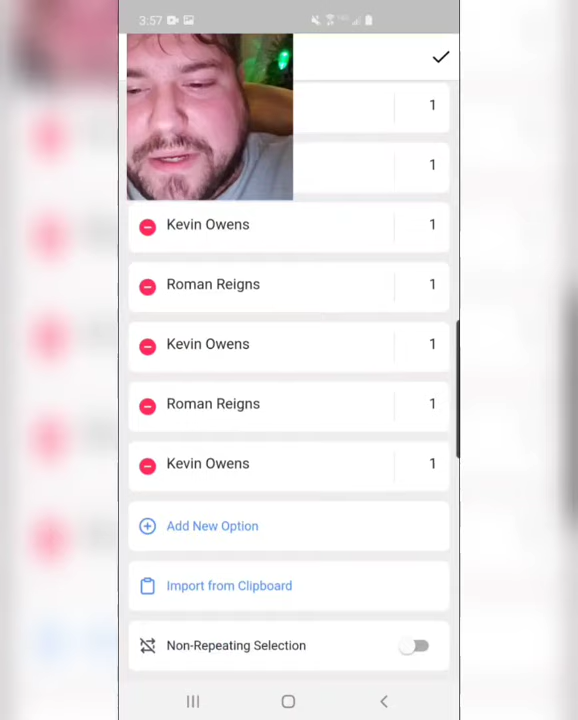 3:57
1
1
Kevin Owens 1
Roman Reigns 1
Kevin Owens 1
Roman Reigns 1
Kevin Owens 1
Add New Option
Import from Clipboard
Non-Repeating Selection